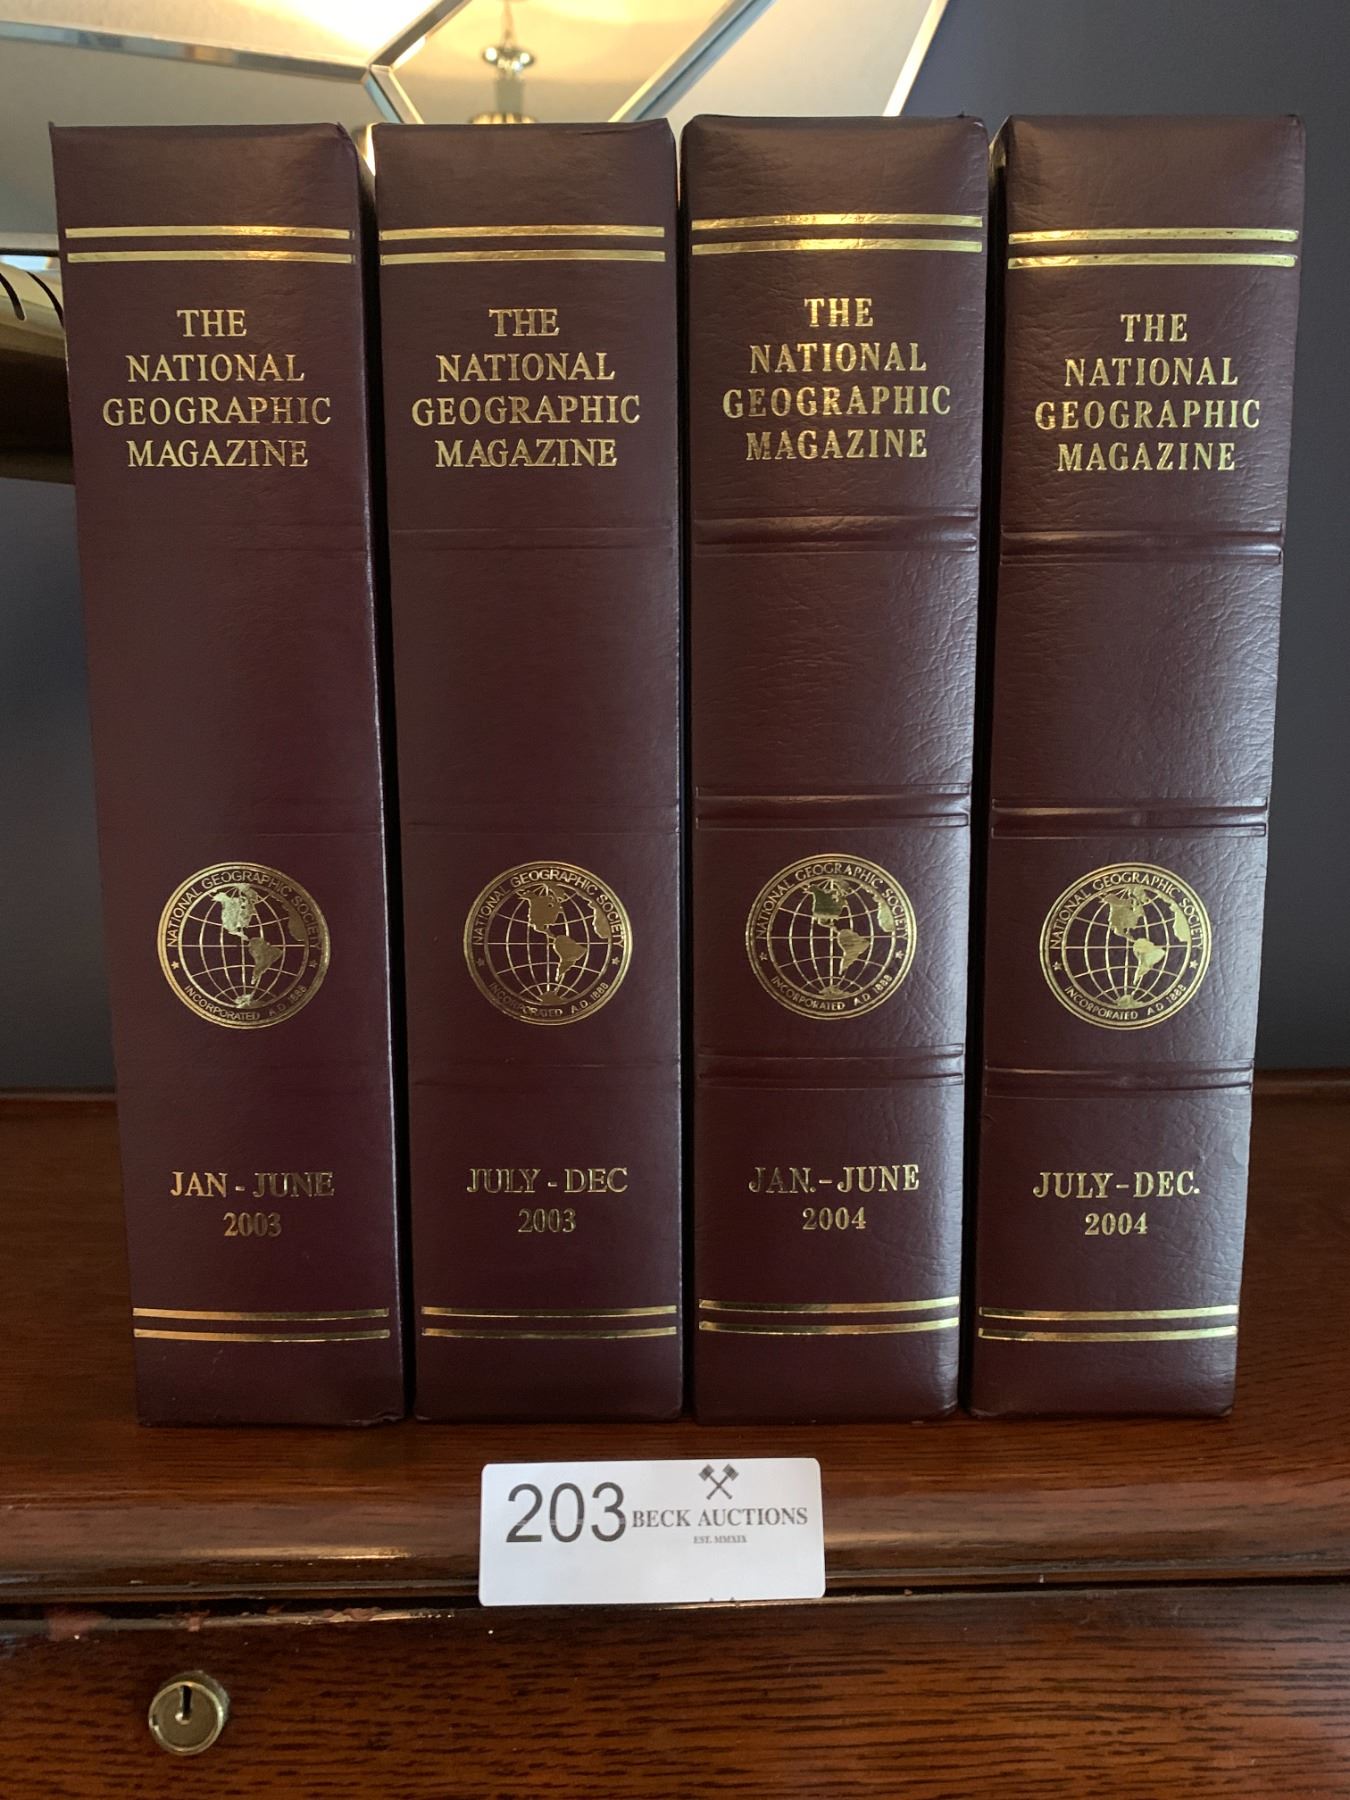 THE
NATIONAL
GEOGRAPHIC
MAGAZINE
NATIONAL GEOGRAPHIC SOCIETY
INCORPORATED A.D. 1888
JAN - JUNE
2003
THE
NATIONAL
GEOGRAPHIC
MAGAZINE
NATIONAL GEOGRAPHIC SOCIETY
INCORPORATED A.D. 1888
JULY - DEC
2003
THE
NATIONAL
GEOGRAPHIC
MAGAZINE
NATIONAL GEOGRAPHIC SOCIETY
INCORPORATED A.D. 1888
JAN.-JUNE
2004
THE
NATIONAL
GEOGRAPHIC
MAGAZINE
NATIONAL GEOGRAPHIC SOCIETY
INCORPORATED A.D. 1888
JULY-DEC.
2004
203 BECK AUCTIONS
EST. MMXIX